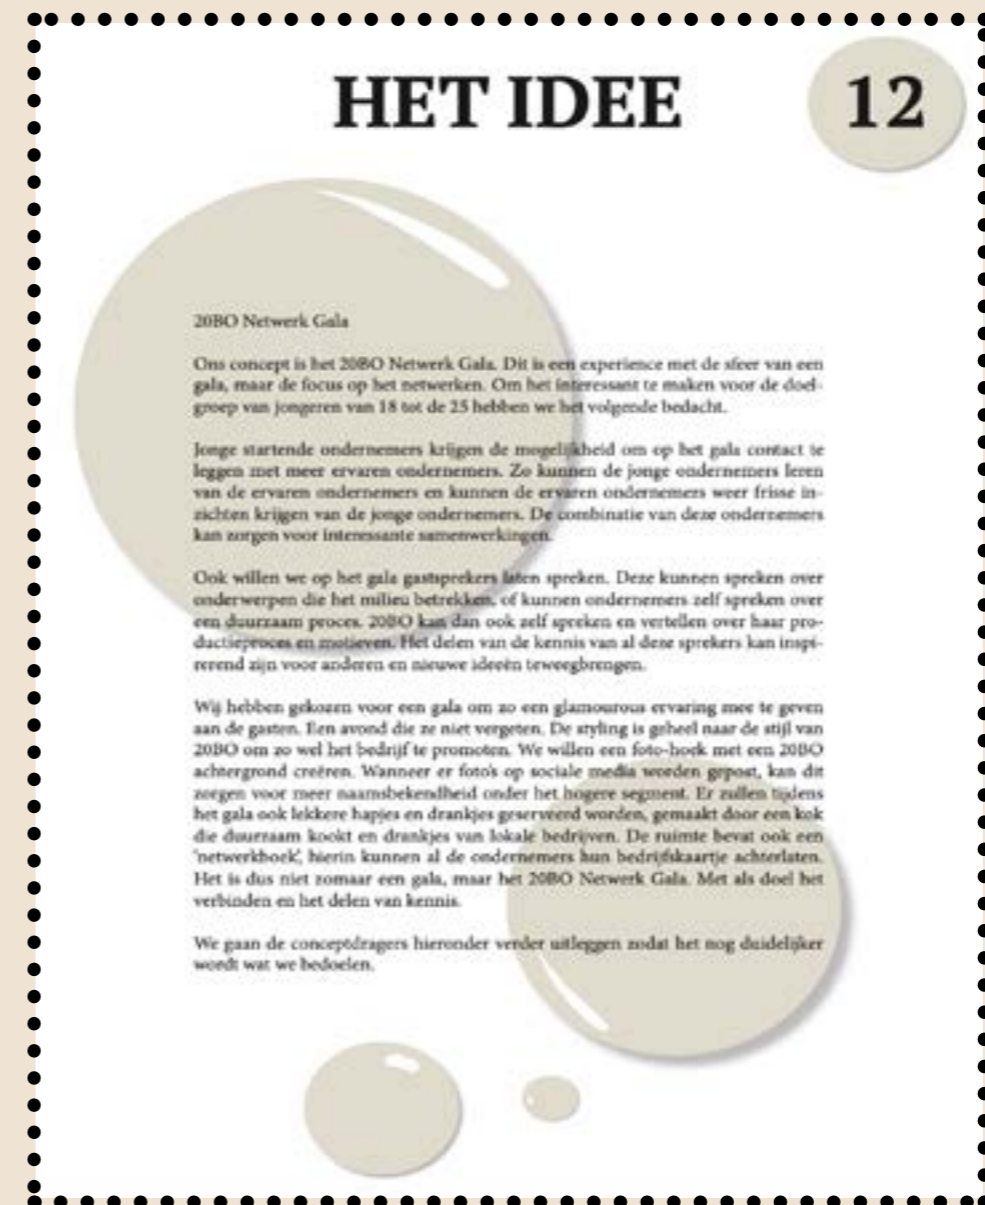 HET IDEE
12
20BO Netwerk Gala
Ons concept is het 20BO Netwerk Gala. Dit is een experience met de sfeer van een
gala, maar de focus op het netwerken. Om het interessant te maken voor de doel-
groep van jongeren van 18 tot de 25 hebben we het volgende bedacht.
Jonge startende ondernemers krijgen de mogelijkheid om op het gala contact te
leggen met meer ervaren ondernemers. Zo kunnen de jonge ondernemers leren
van de ervaren ondernemers en kunnen de ervaren ondernemers weer frisse in-
zichten krijgen van de jonge ondernemers. De combinatie van deze ondernemers
kan zorgen voor interessante samenwerkingen.
Ook willen we op het gala gastsprekers laten spreken. Deze kunnen spreken over
onderwerpen die het milieu betrekken, of kunnen ondernemers zelf spreken over
een duurzaam proces. 20BO kan dan ook zelf spreken en vertellen over haar pro-
ductieproces en motieven. Het delen van de kennis van al deze sprekers kan inspi-
rerend zijn voor anderen en nieuwe ideeën teweegbrengen.
Wij hebben gekozen voor een gala om zo een glamourous ervaring mee te geven
aan de gasten. Een avond die ze niet vergeten. De styling is geheel naar de stijl van
20BO om zo wel het bedrijf te promoten. We willen een foto-hoek met een 20BO
achtergrond creëren. Wanneer er foto's op sociale media worden gepost, kan dit
zorgen voor meer naamsbekendheid onder het hogere segment. Er zullen tijdens
het gala ook lekkere hapjes en drankjes geserveerd worden, gemaakt door een kok
die duurzaam kookt en drankjes van lokale bedrijven. De ruimte bevat ook een
'netwerkhoek', hierin kunnen al de ondernemers hun bedrijfskaartje achterlaten.
Het is dus niet zomaar een gala, maar het 20BO Netwerk Gala. Met als doel het
verbinden en het delen van kennis.
We gaan de conceptdragers hieronder verder uitleggen zodat het nog duidelijker
wordt wat we bedoelen.